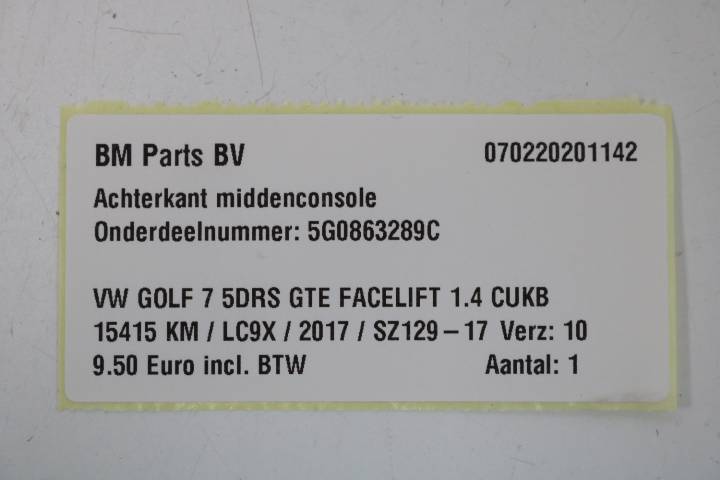 BM Parts BV 070220201142
Achterkant middenconsole
Onderdeelnummer: 5G0863289C
VW GOLF 7 5DRS GTE FACELIFT 1.4 CUKB
15415 KM / LC9X / 2017 / SZ129-17 Verz: 10
9.50 Euro incl. BTW Aantal: 1